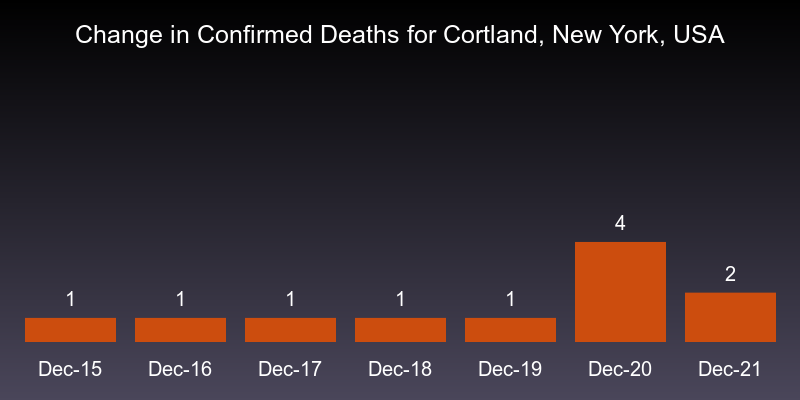 Change in Confirmed Deaths for Cortland, New York, USA
4
2
1 1 1 1 1
Dec-15 Dec-16 Dec-17 Dec-18 Dec-19 Dec-20 Dec-21